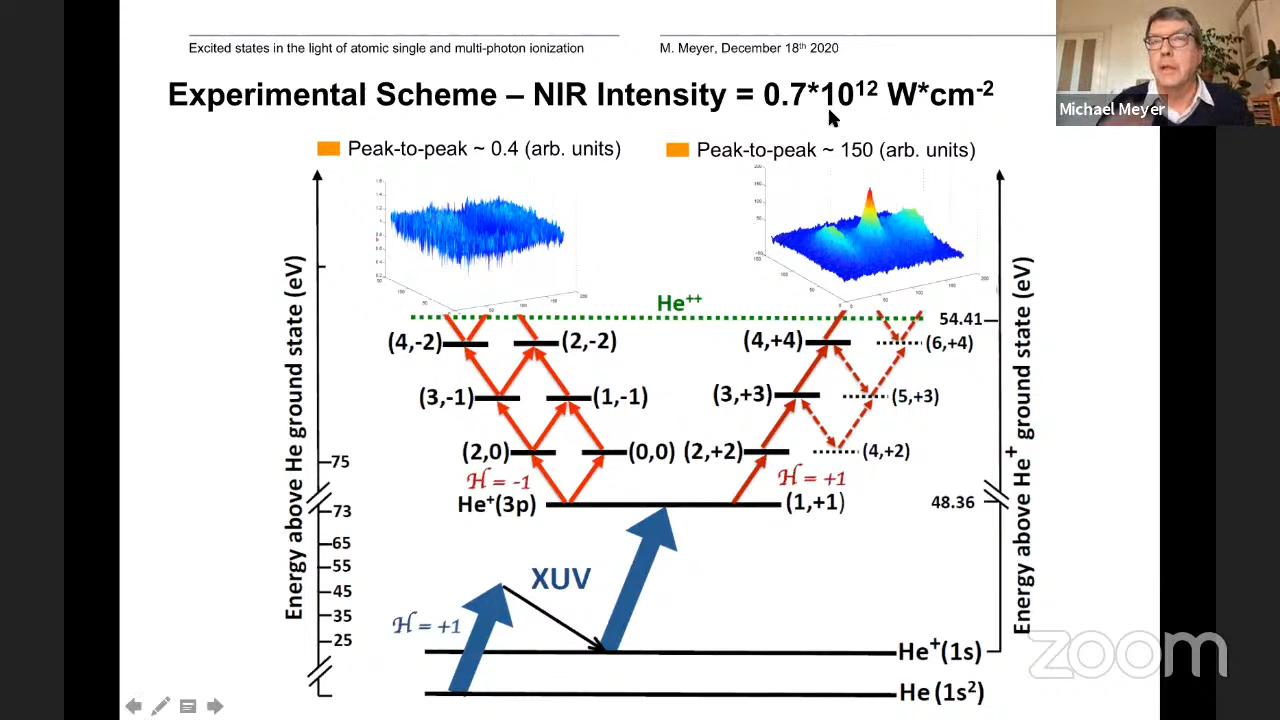 Excited states in the light of atomic single and multi-photon ionization
M. Meyer, December 18th 2020
Michael Meyer
Experimental Scheme – NIR Intensity = 0.7*10¹² W*cm⁻²
Peak-to-peak ~ 0.4 (arb. units)
Peak-to-peak ~ 150 (arb. units)
He⁺⁺
54.41
(4,-2)
(2,-2)
(4,+4)
(6,+4)
(3,-1)
(1,-1)
(3,+3)
(5,+3)
(2,0)
(0,0)
(2,+2)
(4,+2)
75
ℋ = -1
ℋ = +1
He⁺(3p)
(1,+1)
48.36
73
65
55
45
35
25
XUV
ℋ = +1
Energy above He ground state (eV)
Energy above He⁺ ground state (eV)
He⁺(1s)
He (1s²)
zoom